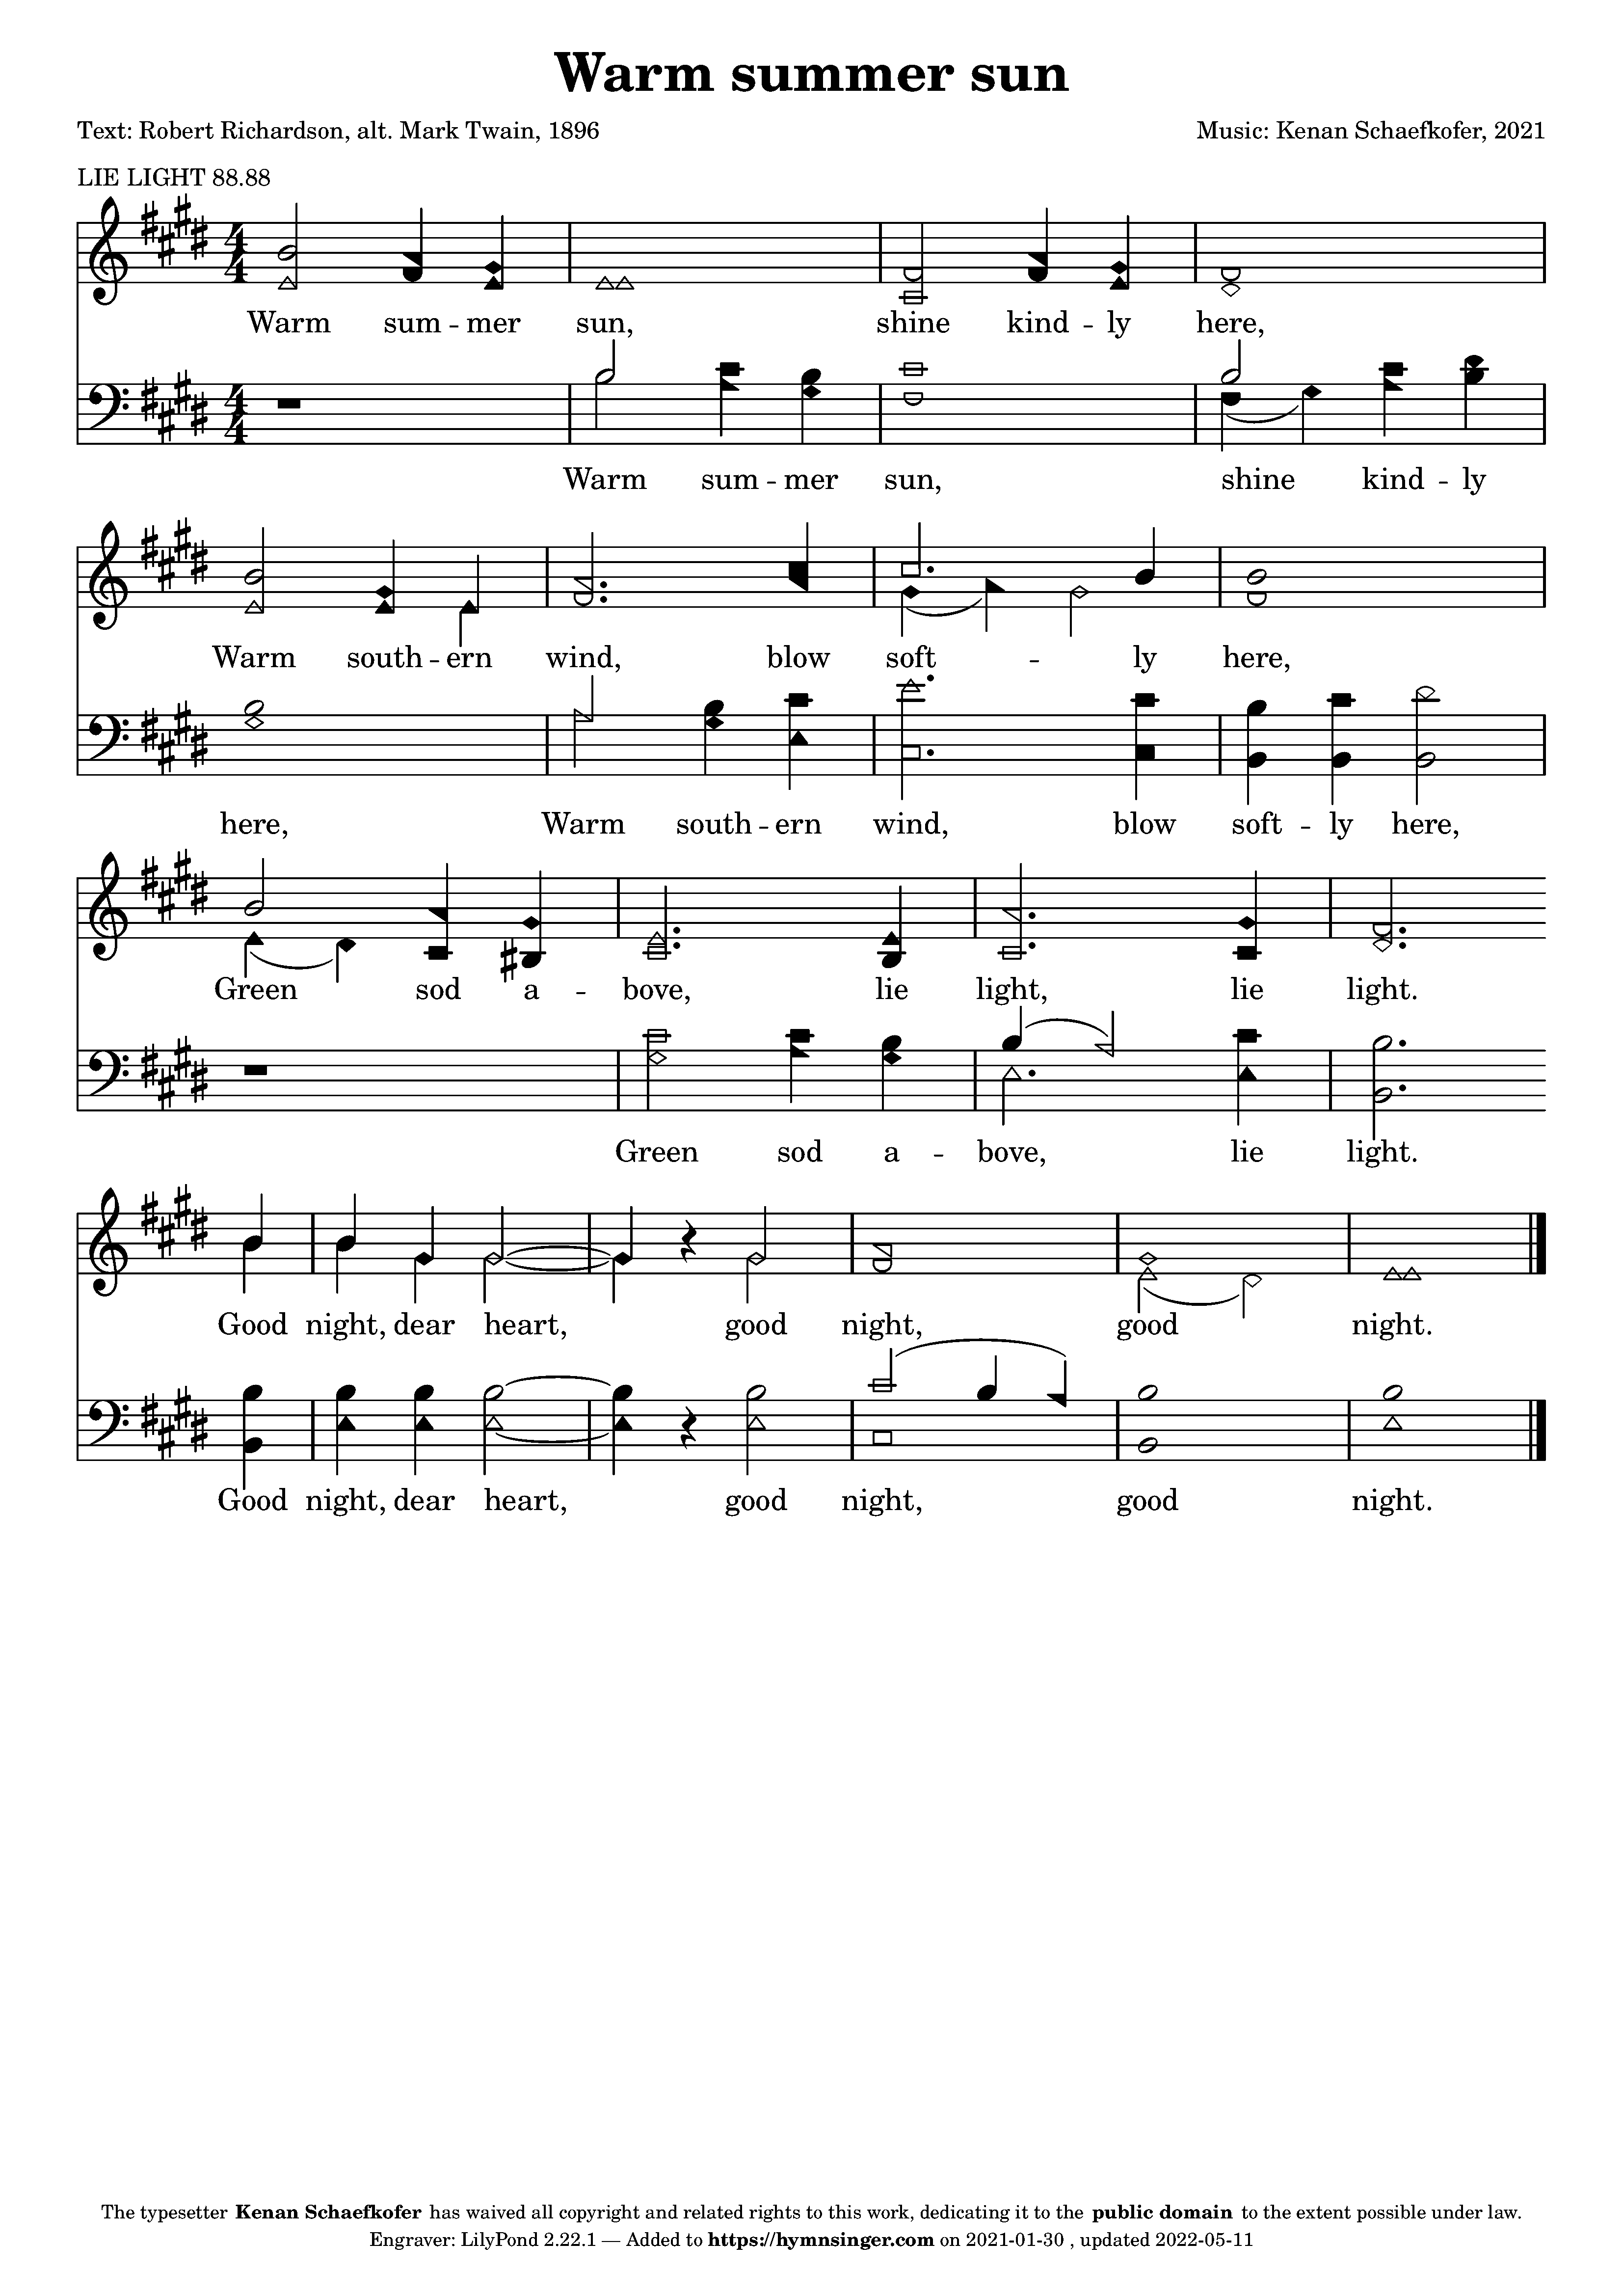 Warm summer sun
Text: Robert Richardson, alt. Mark Twain, 1896
Music: Kenan Schaefkofer, 2021
LIE LIGHT 88.88
4
4
Warm sum -- mer sun, shine kind -- ly here,
4
4
Warm sum -- mer sun, shine kind -- ly
Warm south -- ern wind, blow soft -- ly here,
here, Warm south -- ern wind, blow soft -- ly here,
Green sod a -- bove, lie light, lie light.
Green sod a -- bove, lie light.
Good night, dear heart, good night, good night.
Good night, dear heart, good night, good night.
The typesetter Kenan Schaefkofer has waived all copyright and related rights to this work, dedicating it to the public domain to the extent possible under law.
Engraver: LilyPond 2.22.1 — Added to https://hymnsinger.com on 2021-01-30 , updated 2022-05-11